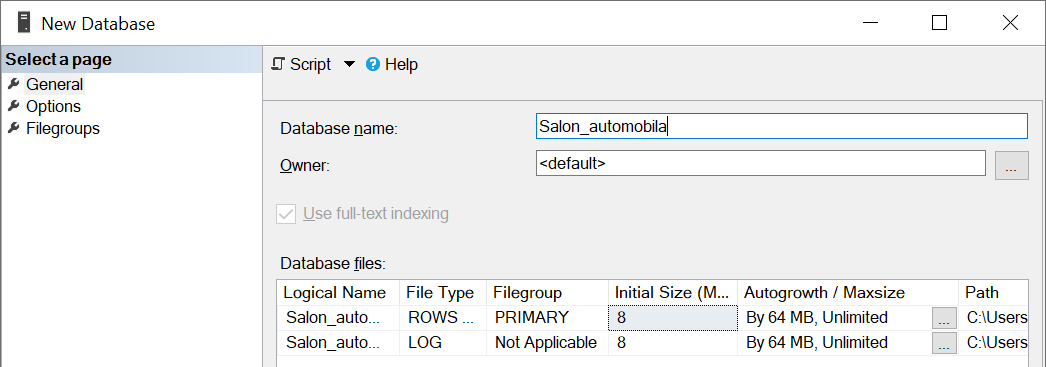 New Database
Select a page
General
Options
Filegroups
Script Help
Database name: Salon_automobila
Owner: <default> ...
Use full-text indexing
Database files:
Logical Name File Type Filegroup Initial Size (M... Autogrowth / Maxsize Path
Salon_auto... ROWS ... PRIMARY 8 By 64 MB, Unlimited ... C:\Users
Salon_auto... LOG Not Applicable 8 By 64 MB, Unlimited ... C:\Users